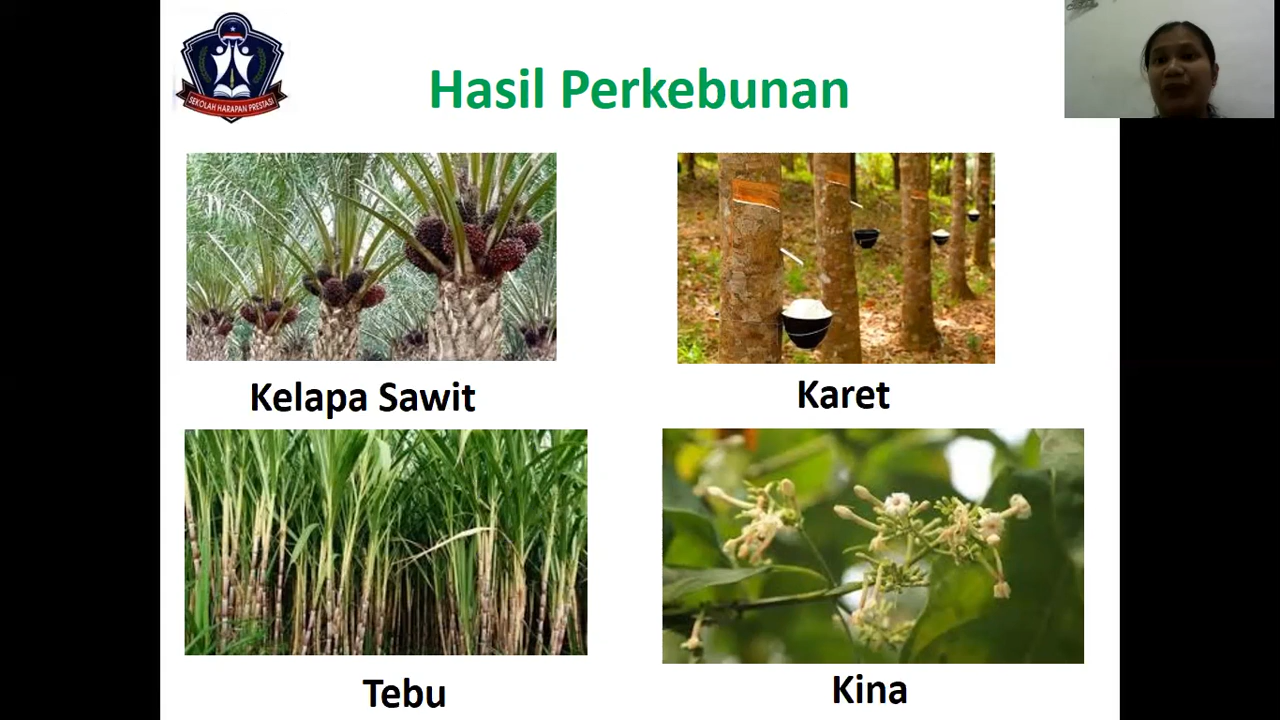 SEKOLAH HARAPAN PRESTASI
Hasil Perkebunan
Kelapa Sawit
Karet
Tebu
Kina